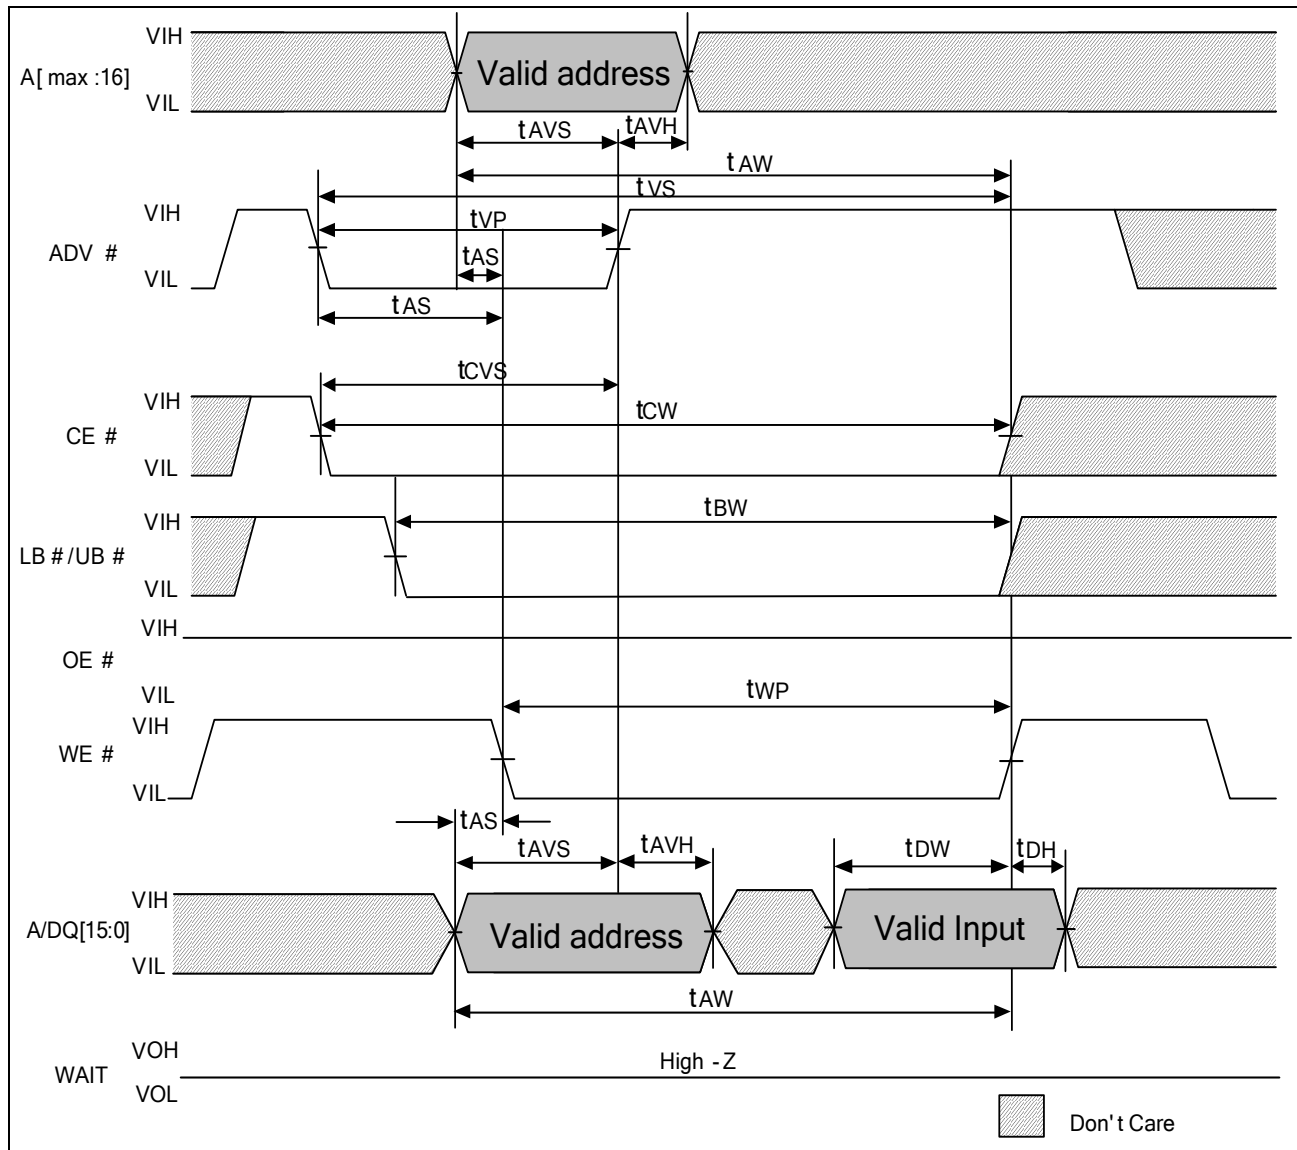 VIH
A[ max :16]
VIL
Valid address
tAVS
tAVH
tAW
tVS
VIH
ADV #
VIL
tVP
tAS
tAS
tCVS
VIH
CE #
VIL
tCW
VIH
LB # /UB #
VIL
tBW
VIH
OE #
VIL
tWP
VIH
WE #
VIL
tAS
tAVS
tAVH
tDW
tDH
VIH
A/DQ[15:0]
VIL
Valid address
Valid Input
tAW
VOH
WAIT
VOL
High - Z
Don' t Care